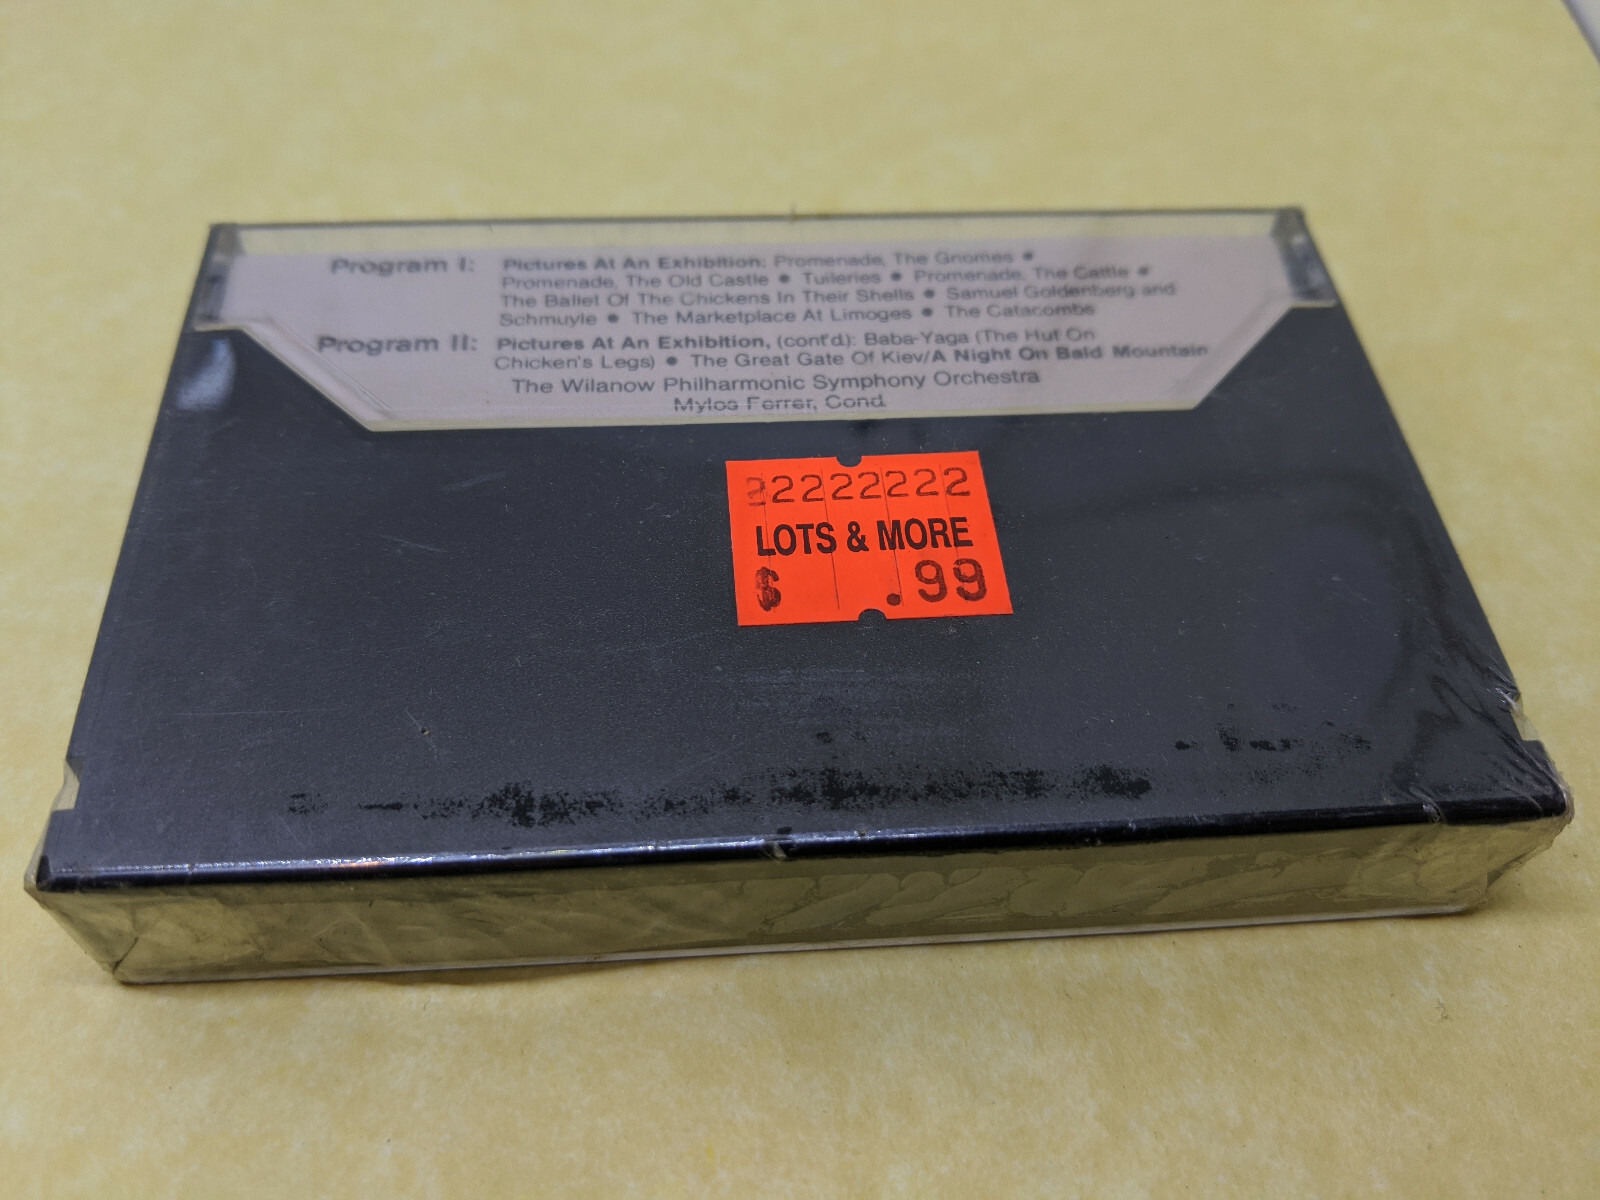 Program I: Pictures At An Exhibition: Promenade, The Gnomes •
Promenade, The Old Castle • Tuileries • Promenade, The Cattle •
The Ballet Of The Chickens In Their Shells • Samuel Goldenberg and
Schmuyle • The Marketplace At Limoges • The Catacombs
Program II: Pictures At An Exhibition, (cont'd.): Baba-Yaga (The Hut On
Chicken's Legs) • The Great Gate Of Kiev/A Night On Bald Mountain
The Wilanow Philharmonic Symphony Orchestra
Mylos Ferrer, Cond.
22222222
LOTS & MORE
$ .99